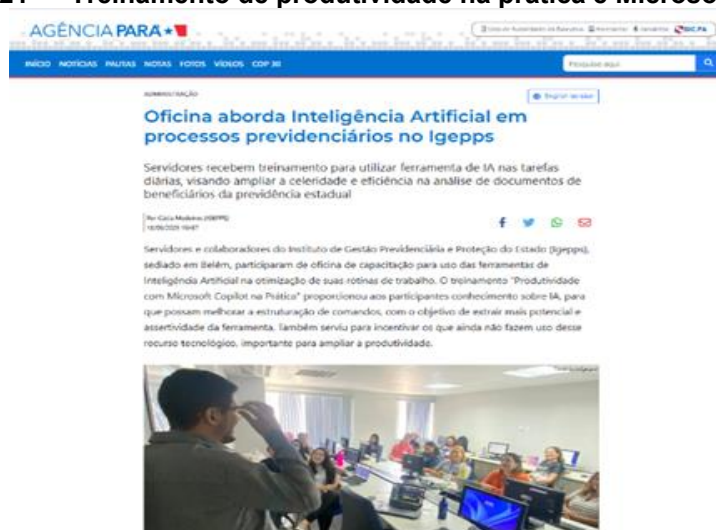 Treinamento de produtividade na prática e Microso
AGÊNCIA PARÁ
INÍCIO NOTÍCIAS PAUTAS NOTAS FOTOS VÍDEOS COP 30
Pesquise aqui
ADMINISTRAÇÃO
Oficina aborda Inteligência Artificial em
processos previdenciários no Igepps
Servidores recebem treinamento para utilizar ferramenta de IA nas tarefas
diárias, visando ampliar a celeridade e eficiência na análise de documentos de
beneficiários da previdência estadual
Servidores e colaboradores do Instituto de Gestão Previdenciária e Proteção do Estado (Igepps),
sediado em Belém, participaram de oficina de capacitação para uso das ferramentas de
Inteligência Artificial na otimização de suas rotinas de trabalho. O treinamento "Produtividade
com Microsoft Copilot na Prática" proporcionou aos participantes conhecimento sobre IA, para
que possam melhorar a estruturação de comandos, com o objetivo de extrair mais potencial e
assertividade da ferramenta. Também serviu para incentivar os que ainda não fazem uso desse
recurso tecnológico, importante para ampliar a produtividade.